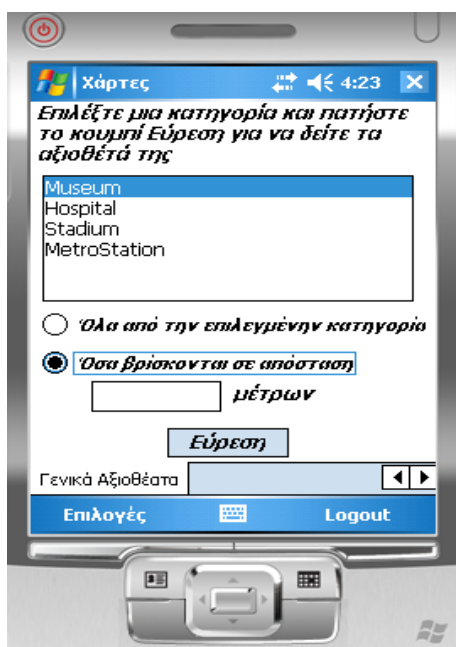 Χάρτες 4:23
Επιλέξτε μια κατηγορία και πατήστε
το κουμπί Εύρεση για να δείτε τα
αξιοθέτά της
Museum
Hospital
Stadium
MetroStation
Όλα από την επιλεγμένην κατηγορία
Όσα βρίσκονται σε απόσταση
μέτρων
Εύρεση
Γενικά Αξιοθέατα
Επιλογές Logout